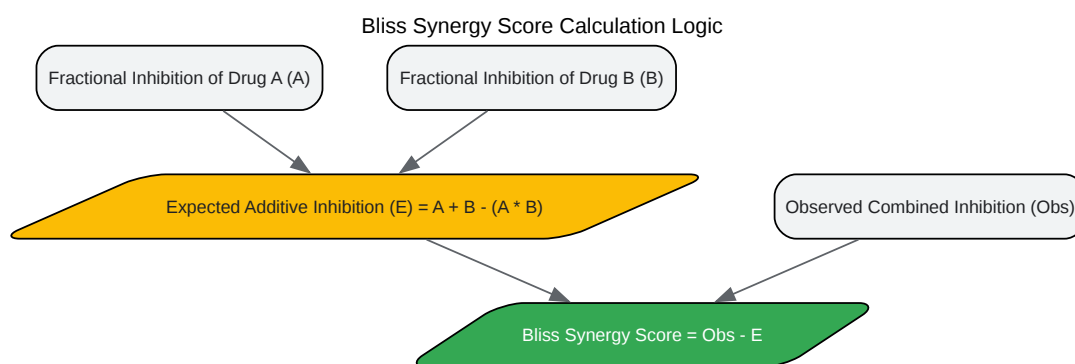 Bliss Synergy Score Calculation Logic
Fractional Inhibition of Drug A (A)
Fractional Inhibition of Drug B (B)
Expected Additive Inhibition (E) = A + B - (A * B)
Observed Combined Inhibition (Obs)
Bliss Synergy Score = Obs - E